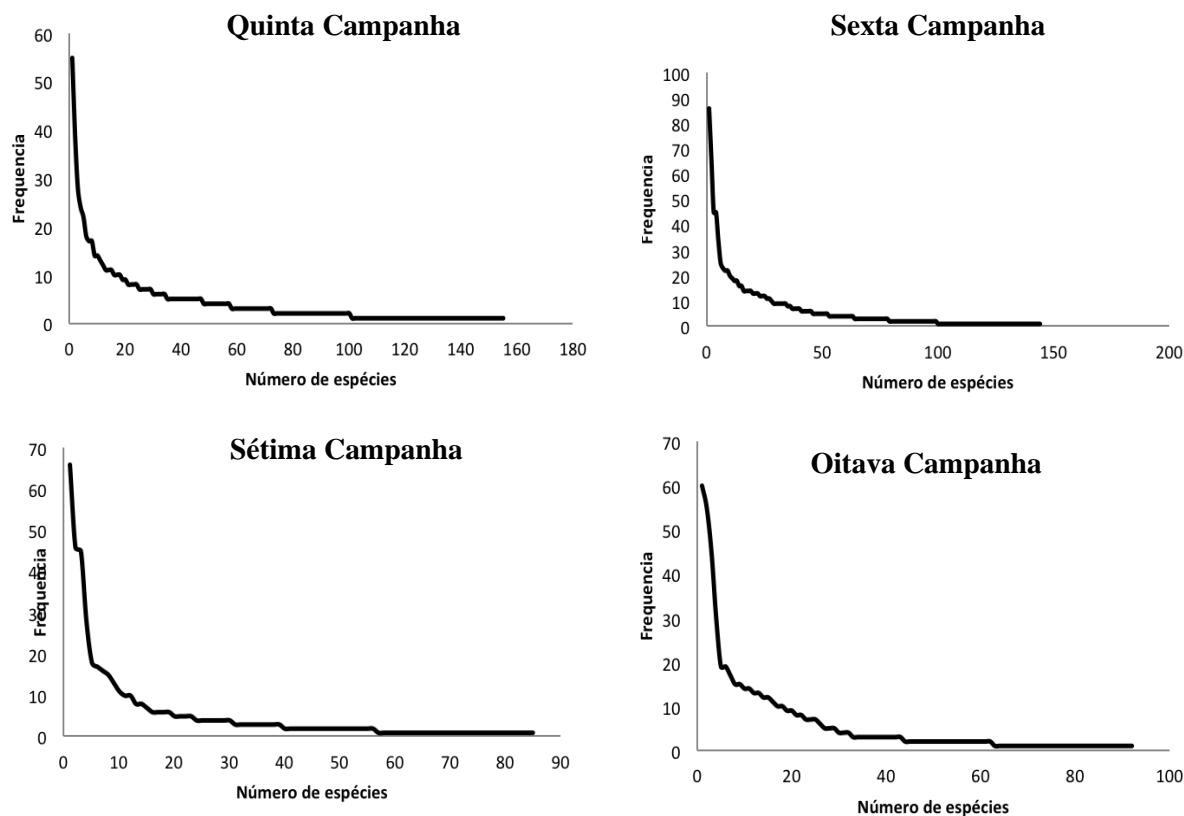 Quinta Campanha
60
50
40
30
20
10
0
Frequencia
0 20 40 60 80 100 120 140 160 180
Número de espécies
Sexta Campanha
100
90
80
70
60
50
40
30
20
10
0
Frequencia
0 50 100 150 200
Número de espécies
Sétima Campanha
70
60
50
40
30
20
10
0
Frequencia
0 10 20 30 40 50 60 70 80 90
Número de espécies
Oitava Campanha
70
60
50
40
30
20
10
0
Frequencia
0 20 40 60 80 100
Número de espécies